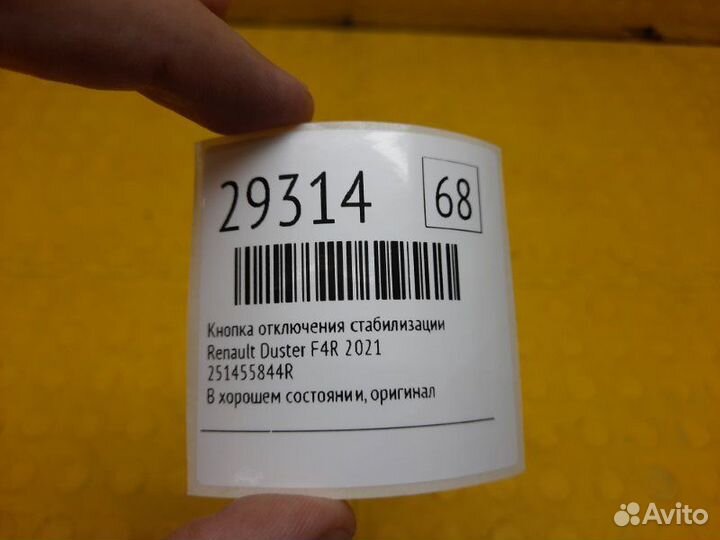 29314 68
Кнопка отключения стабилизации
Renault Duster F4R 2021
251455844R
В хорошем состоянии, оригинал
Avito